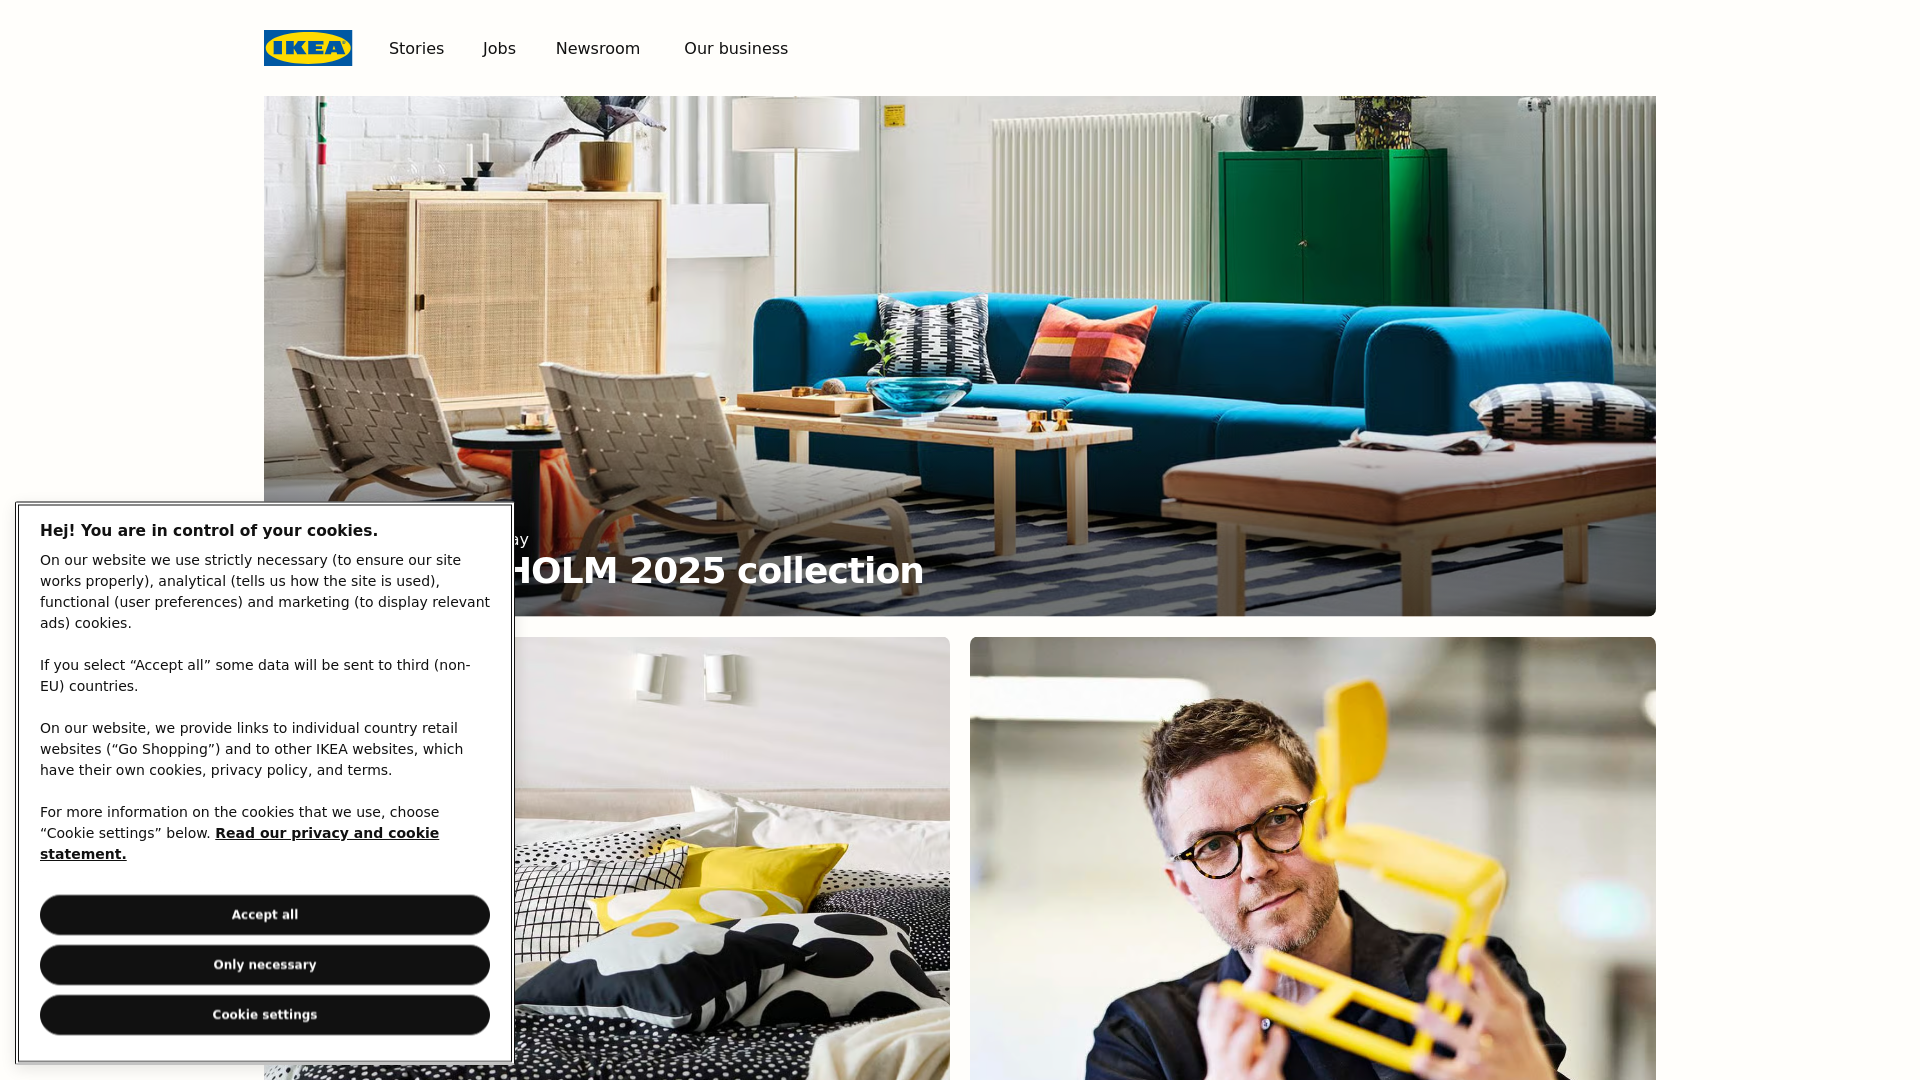 IKEA
Stories
Jobs
Newsroom
Our business
HOLM 2025 collection
Hej! You are in control of your cookies.
On our website we use strictly necessary (to ensure our site
works properly), analytical (tells us how the site is used),
functional (user preferences) and marketing (to display relevant
ads) cookies.
If you select “Accept all” some data will be sent to third (non-
EU) countries.
On our website, we provide links to individual country retail
websites (“Go Shopping”) and to other IKEA websites, which
have their own cookies, privacy policy, and terms.
For more information on the cookies that we use, choose
“Cookie settings” below. Read our privacy and cookie
statement.
Accept all
Only necessary
Cookie settings